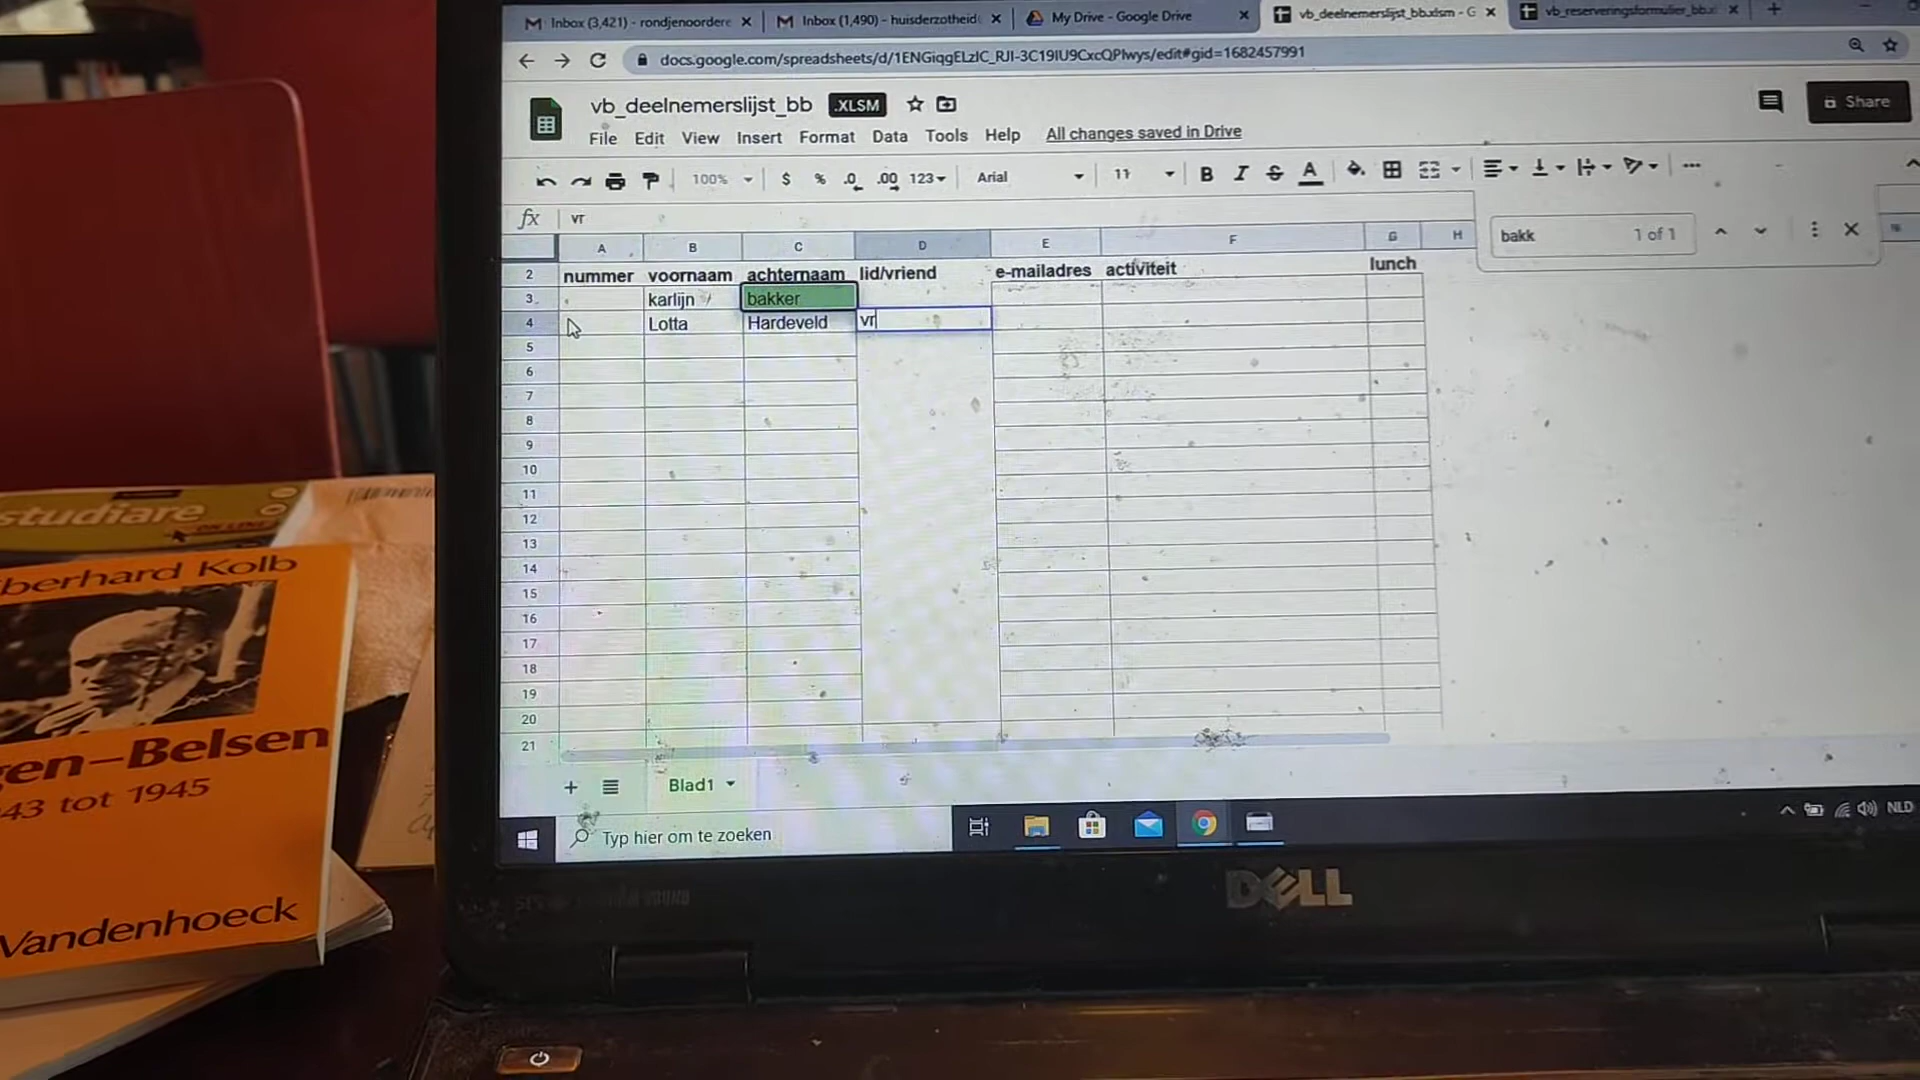 Inbox (3,421) - rondjenoordere
Inbox (1,490) - huisderzotheid
My Drive - Google Drive
vb_deelnemerslijst_bb.xlsm - G
vb_reserveringsformulier_bb.x
docs.google.com/spreadsheets/d/1ENGiqgELzIC_RJI-3C19IU9CxcQPlwys/edit#gid=1682457991
vb_deelnemerslijst_bb .XLSM
Share
File Edit View Insert Format Data Tools Help All changes saved in Drive
100% $ % .0 .00 123 Arial 11 B I S A
fx vr
bakk 1 of 1
A B C D E F G H
2 nummer voornaam achternaam lid/vriend e-mailadres activiteit lunch
3 karlijn bakker
4 Lotta Hardeveld vr
5
6
7
8
9
10
11
12
13
14
15
16
17
18
19
20
21
Blad1
Typ hier om te zoeken
NLD
DELL
studiare
ON LINE
berhard Kolb
gen-Belsen
43 tot 1945
Vandenhoeck